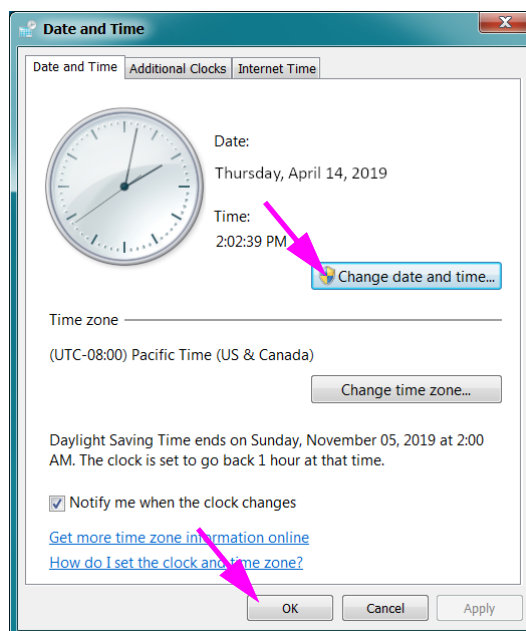 Date and Time
Date and Time
Additional Clocks
Internet Time
Date:
Thursday, April 14, 2019
Time:
2:02:39 PM
Change date and time...
Time zone
(UTC-08:00) Pacific Time (US & Canada)
Change time zone...
Daylight Saving Time ends on Sunday, November 05, 2019 at 2:00
AM. The clock is set to go back 1 hour at that time.
Notify me when the clock changes
Get more time zone information online
How do I set the clock and time zone?
OK
Cancel
Apply